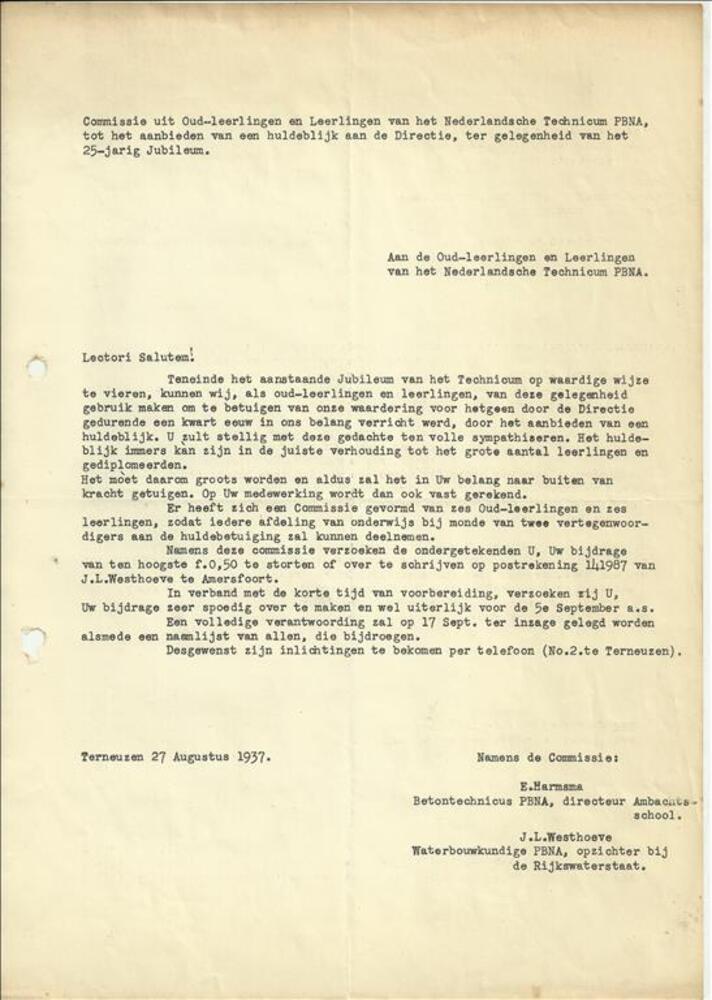 Commissie uit Oud-leerlingen en Leerlingen van het Nederlandsche Technicum PBNA,
tot het aanbieden van een huldeblijk aan de Directie, ter gelegenheid van het
25-jarig Jubileum.
Aan de Oud-leerlingen en Leerlingen
van het Nederlandsche Technicum PBNA.
Lectori Salutem!
Teneinde het aanstaande Jubileum van het Technicum op waardige wijze
te vieren, kunnen wij, als oud-leerlingen en leerlingen, van deze gelegenheid
gebruik maken om te betuigen van onze waardering voor hetgeen door de Directie
gedurende een kwart eeuw in ons belang verricht werd, door het aanbieden van een
huldeblijk. U zult stellig met deze gedachte ten volle sympathiseren. Het hulde-
blijk immers kan zijn in de juiste verhouding tot het grote aantal leerlingen en
gediplomeerden.
Het mòet daarom groots worden en aldus zal het in Uw belang naar buiten van
kracht getuigen. Op Uw medewerking wordt dan ook vast gerekend.
Er heeft zich een Commissie gevormd van zes Oud-leerlingen en zes
leerlingen, zodat iedere afdeling van onderwijs bij monde van twee vertegenwoor-
digers aan de huldebetuiging zal kunnen deelnemen.
Namens deze commissie verzoeken de ondergetekenden U, Uw bijdrage
van ten hoogste f.0,50 te storten of over te schrijven op postrekening 141987 van
J.L.Westhoeve te Amersfoort.
In verband met de korte tijd van voorbereiding, verzoeken zij U,
Uw bijdrage zeer spoedig over te maken en wel uiterlijk voor de 5e September a.s.
Een volledige verantwoording zal op 17 Sept. ter inzage gelegd worden
alsmede een naamlijst van allen, die bijdroegen.
Desgewenst zijn inlichtingen te bekomen per telefoon (No.2.te Terneuzen).
Terneuzen 27 Augustus 1937.
Namens de Commissie:
E.Harmsma
Betontechnicus PBNA, directeur Ambachts-
school.
J.L.Westhoeve
Waterbouwkundige PBNA, opzichter bij
de Rijkswaterstaat.